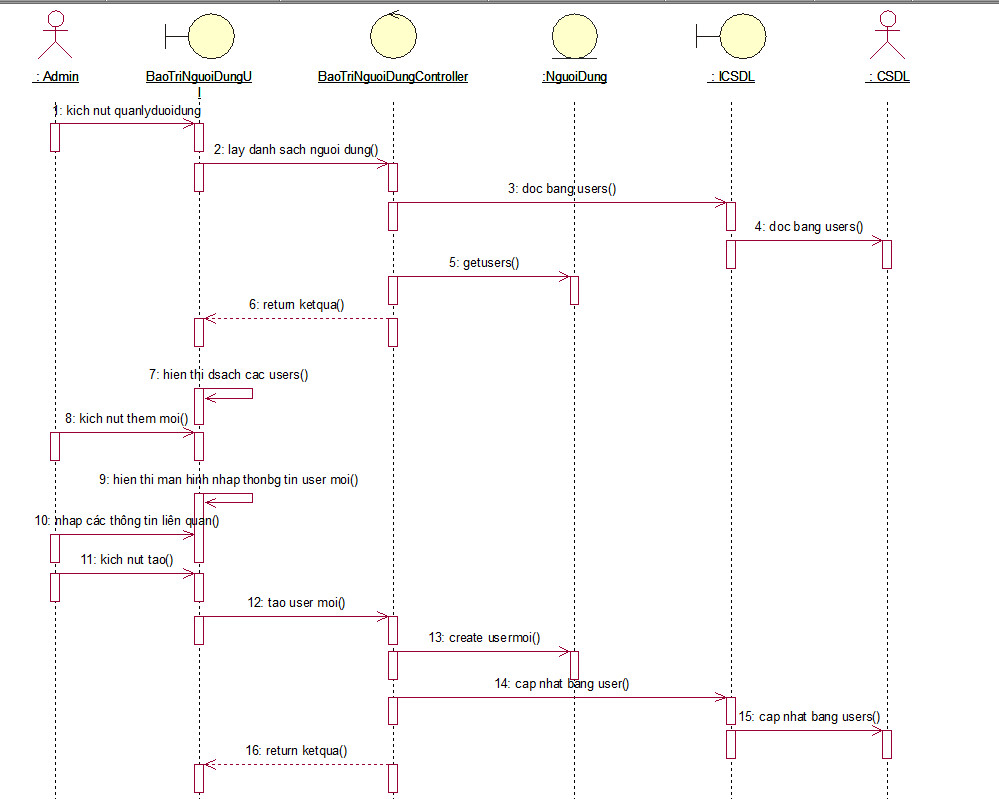 : Admin
BaoTriNguoiDungU
I
BaoTriNguoiDungController
:NguoiDung
: ICSDL
: CSDL
1: kich nut quanlyduoidung
2: lay danh sach nguoi dung()
3: doc bang users()
4: doc bang users()
5: getusers()
6: return ketqua()
7: hien thi dsach cac users()
8: kich nut them moi()
9: hien thi man hinh nhap thonbg tin user moi()
10: nhap các thông tin liên quan()
11: kich nut tao()
12: tao user moi()
13: create usermoi()
14: cap nhat bang user()
15: cap nhat bang users()
16: return ketqua()